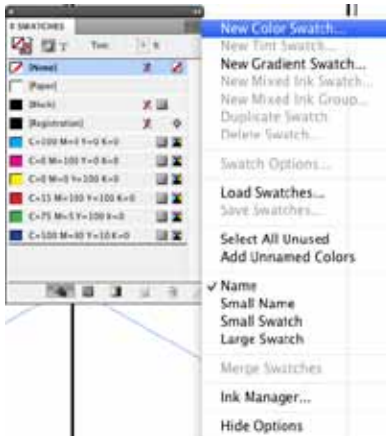 SWATCHES
Tint: %
[None]
[Paper]
[Black]
[Registration]
C=100 M=0 Y=0 K=0
C=0 M=100 Y=0 K=0
C=0 M=0 Y=100 K=0
C=15 M=100 Y=100 K=0
C=75 M=5 Y=100 K=0
C=100 M=90 Y=10 K=0
New Color Swatch...
New Tint Swatch...
New Gradient Swatch...
New Mixed Ink Swatch...
New Mixed Ink Group...
Duplicate Swatch
Delete Swatch...
Swatch Options...
Load Swatches...
Save Swatches...
Select All Unused
Add Unnamed Colors
✓ Name
Small Name
Small Swatch
Large Swatch
Merge Swatches
Ink Manager...
Hide Options